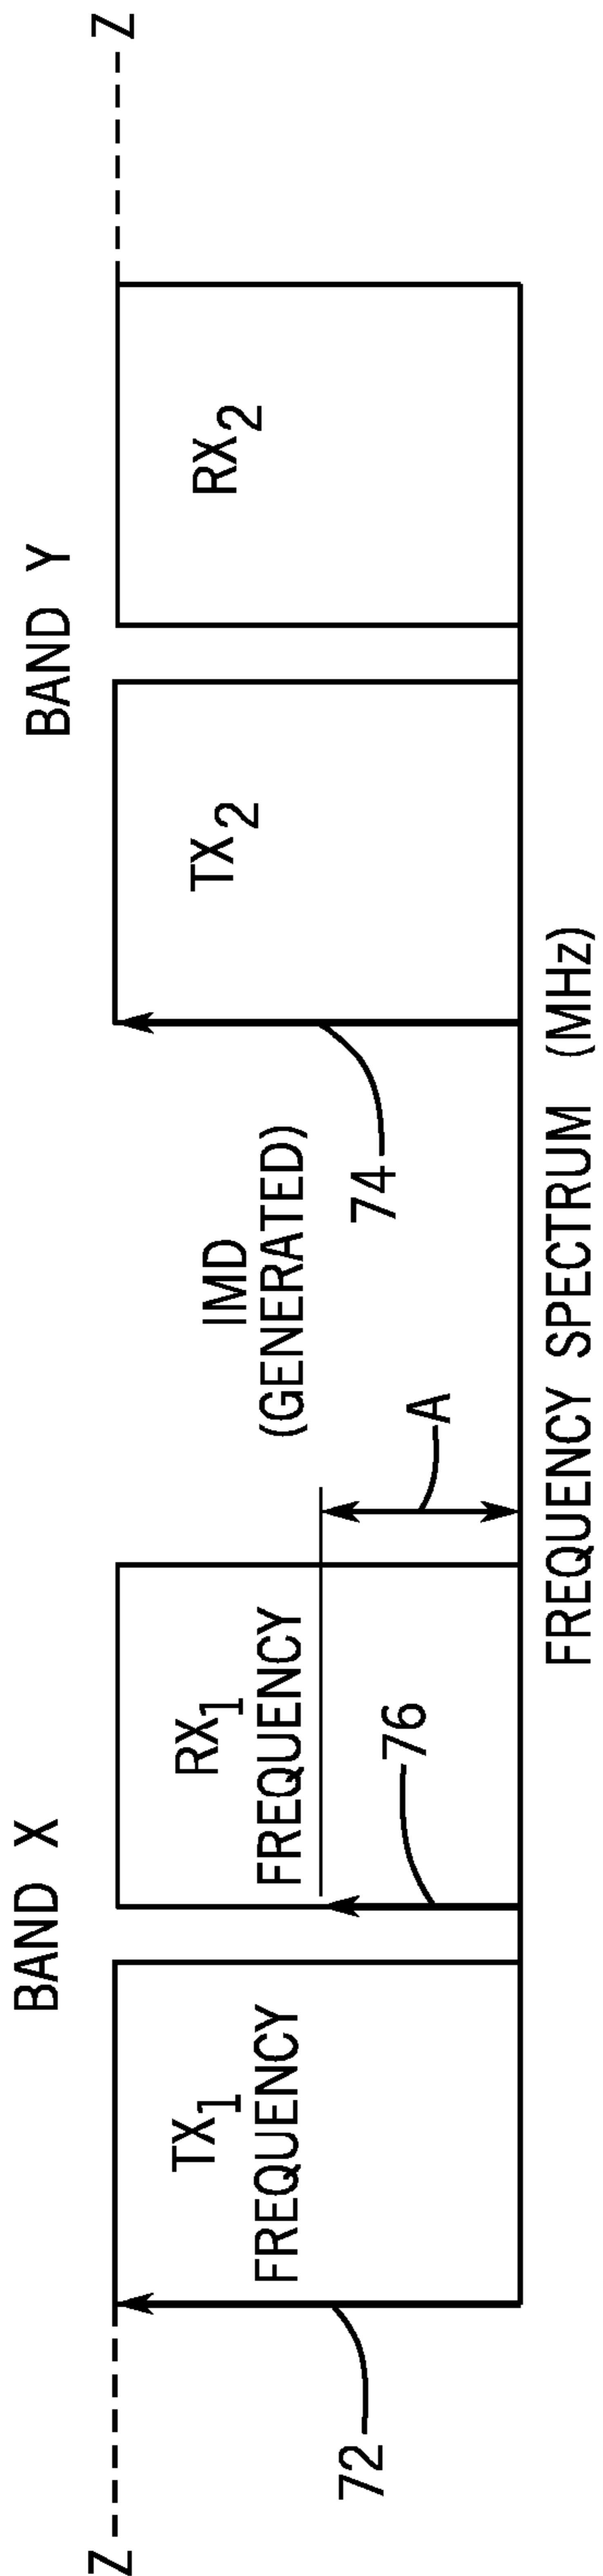 BAND X
BAND Y
Z
Z
TX1
FREQUENCY
RX1
FREQUENCY
IMD
(GENERATED)
TX2
RX2
72
76
A
74
FREQUENCY SPECTRUM (MHz)